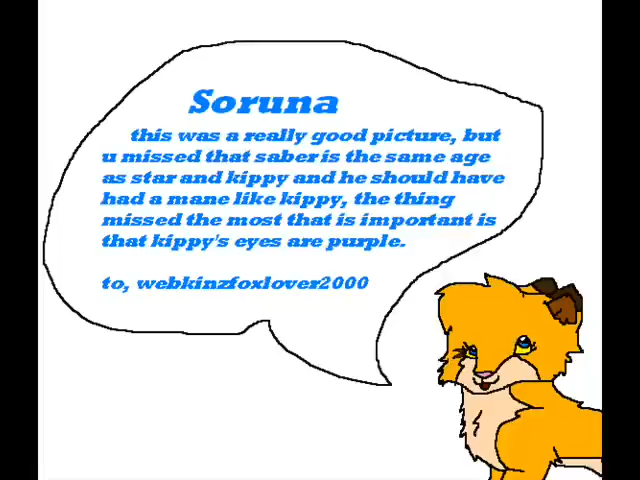 Soruna
this was a really good picture, but
u missed that saber is the same age
as star and kippy and he should have
had a mane like kippy, the thing
missed the most that is important is
that kippy's eyes are purple.
to, webkinzfoxlover2000